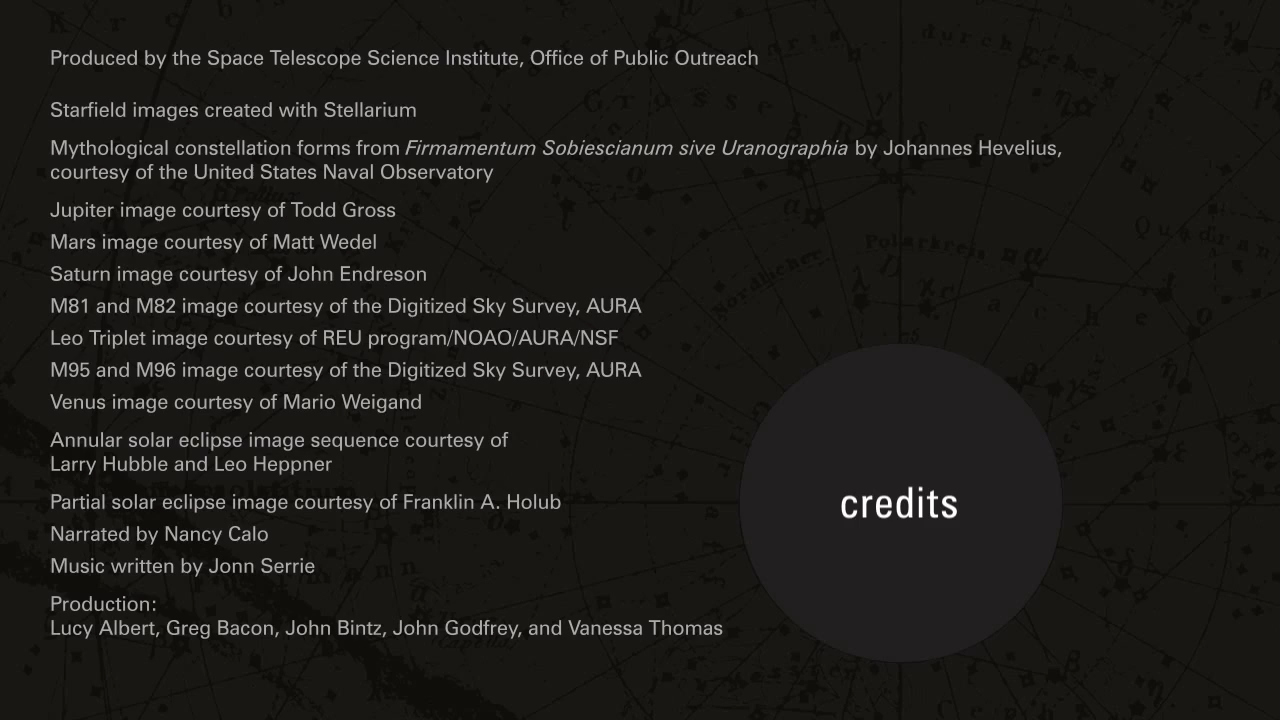 Produced by the Space Telescope Science Institute, Office of Public Outreach
Starfield images created with Stellarium
Mythological constellation forms from Firmamentum Sobiescianum sive Uranographia by Johannes Hevelius,
courtesy of the United States Naval Observatory
Jupiter image courtesy of Todd Gross
Mars image courtesy of Matt Wedel
Saturn image courtesy of John Endreson
M81 and M82 image courtesy of the Digitized Sky Survey, AURA
Leo Triplet image courtesy of REU program/NOAO/AURA/NSF
M95 and M96 image courtesy of the Digitized Sky Survey, AURA
Venus image courtesy of Mario Weigand
Annular solar eclipse image sequence courtesy of
Larry Hubble and Leo Heppner
Partial solar eclipse image courtesy of Franklin A. Holub
Narrated by Nancy Calo
Music written by Jonn Serrie
Production:
Lucy Albert, Greg Bacon, John Bintz, John Godfrey, and Vanessa Thomas
credits